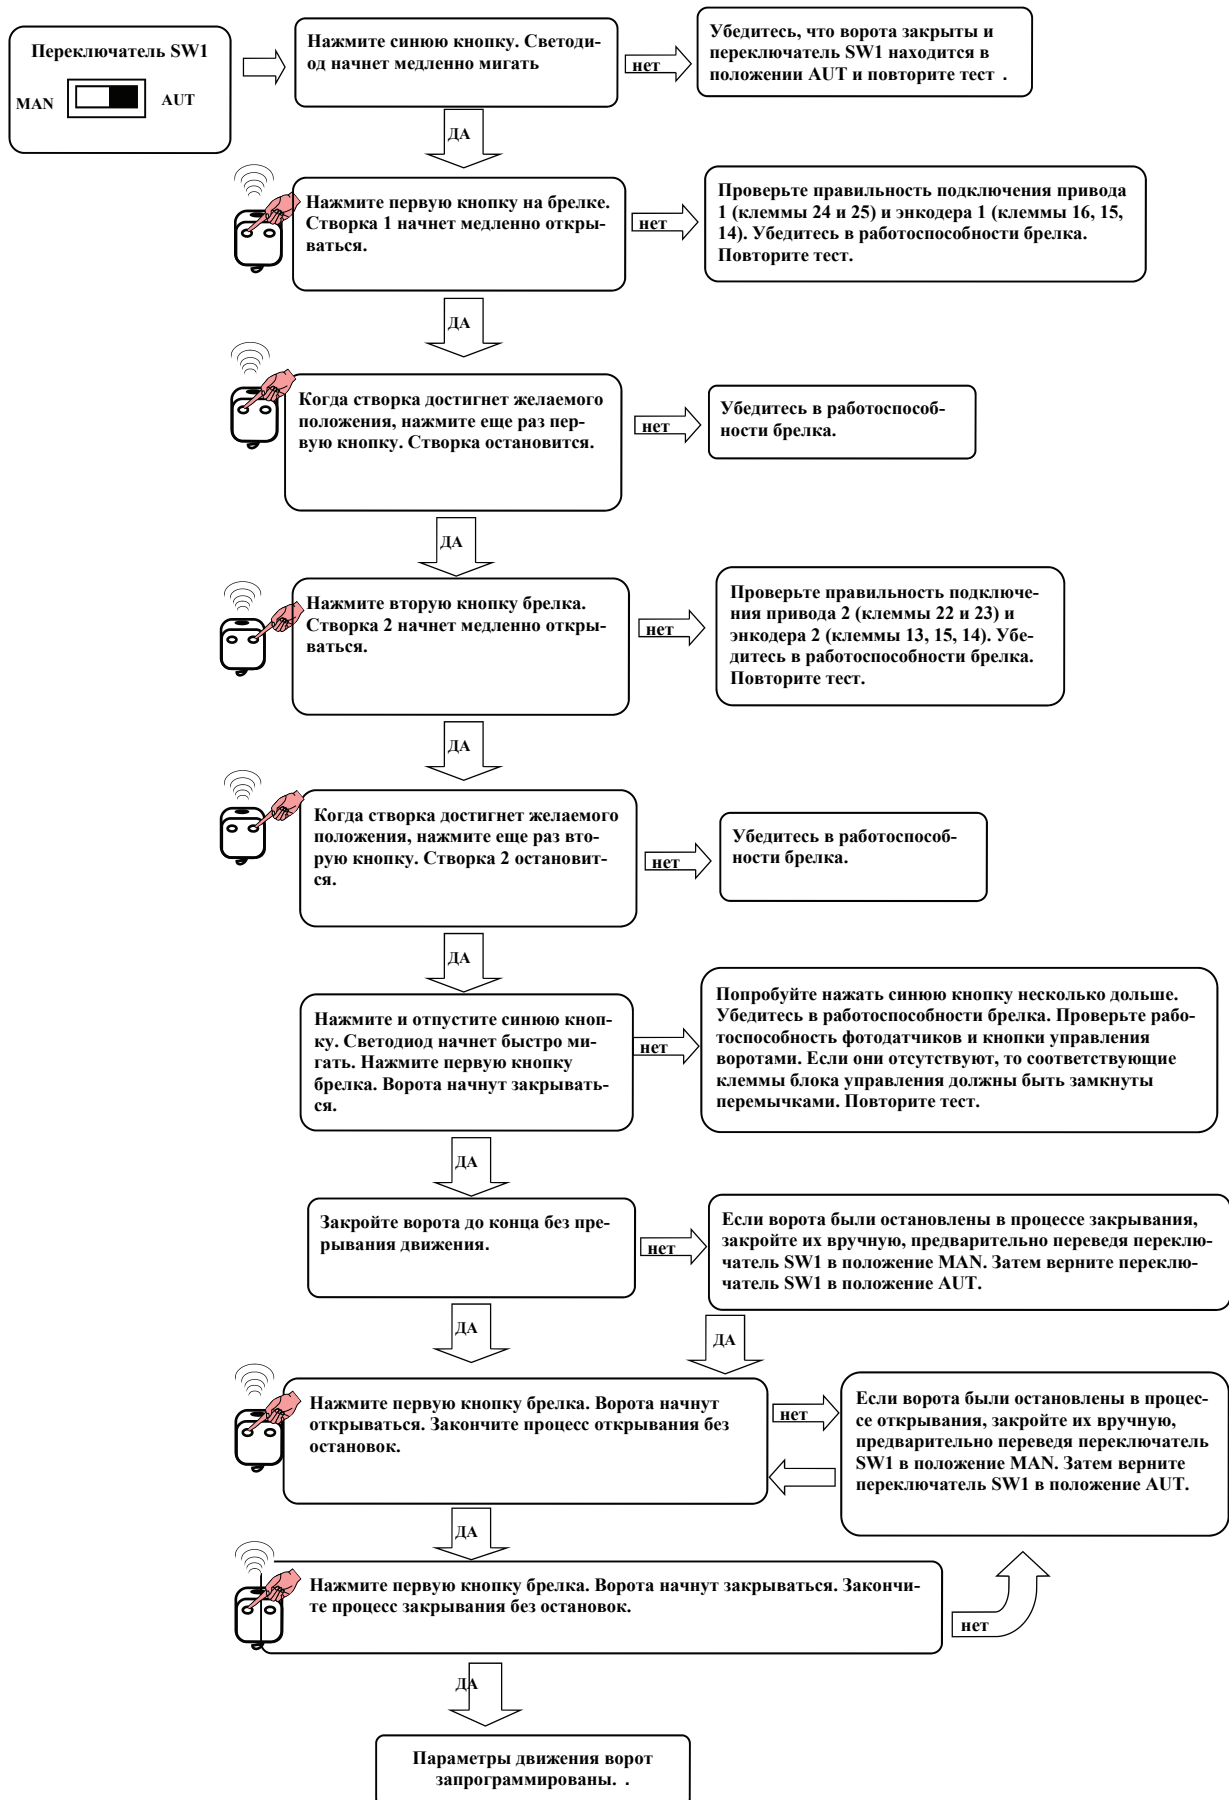 Переключатель SW1
MAN
AUT
Нажмите синюю кнопку. Светоди-
од начнет медленно мигать
нет
Убедитесь, что ворота закрыты и
переключатель SW1 находится в
положении AUT и повторите тест .
ДА
Нажмите первую кнопку на брелке.
Створка 1 начнет медленно откры-
ваться.
нет
Проверьте правильность подключения привода
1 (клеммы 24 и 25) и энкодера 1 (клеммы 16, 15,
14). Убедитесь в работоспособности брелка.
Повторите тест.
ДА
Когда створка достигнет желаемого
положения, нажмите еще раз пер-
вую кнопку. Створка остановится.
нет
Убедитесь в работоспособ-
ности брелка.
ДА
Нажмите вторую кнопку брелка.
Створка 2 начнет медленно откры-
ваться.
нет
Проверьте правильность подключе-
ния привода 2 (клеммы 22 и 23) и
энкодера 2 (клеммы 13, 15, 14). Убе-
дитесь в работоспособности брелка.
Повторите тест.
ДА
Когда створка достигнет желаемого
положения, нажмите еще раз вто-
рую кнопку. Створка 2 остановит-
ся.
нет
Убедитесь в работоспособ-
ности брелка.
ДА
Нажмите и отпустите синюю кноп-
ку. Светодиод начнет быстро ми-
гать. Нажмите первую кнопку
брелка. Ворота начнут закрывать-
ся.
нет
Попробуйте нажать синюю кнопку несколько дольше.
Убедитесь в работоспособности брелка. Проверьте рабо-
тоспособность фотодатчиков и кнопки управления
воротами. Если они отсутствуют, то соответствующие
клеммы блока управления должны быть замкнуты
перемычками. Повторите тест.
ДА
Закройте ворота до конца без пре-
рывания движения.
нет
Если ворота были остановлены в процессе закрывания,
закройте их вручную, предварительно переведя переклю-
чатель SW1 в положение MAN. Затем верните переклю-
чатель SW1 в положение AUT.
ДА
ДА
Нажмите первую кнопку брелка. Ворота начнут
открываться. Закончите процесс открывания без
остановок.
нет
Если ворота были остановлены в процес-
се открывания, закройте их вручную,
предварительно переведя переключатель
SW1 в положение MAN. Затем верните
переключатель SW1 в положение AUT.
ДА
Нажмите первую кнопку брелка. Ворота начнут закрываться. Закончи-
те процесс закрывания без остановок.
нет
ДА
Параметры движения ворот
запрограммированы. .